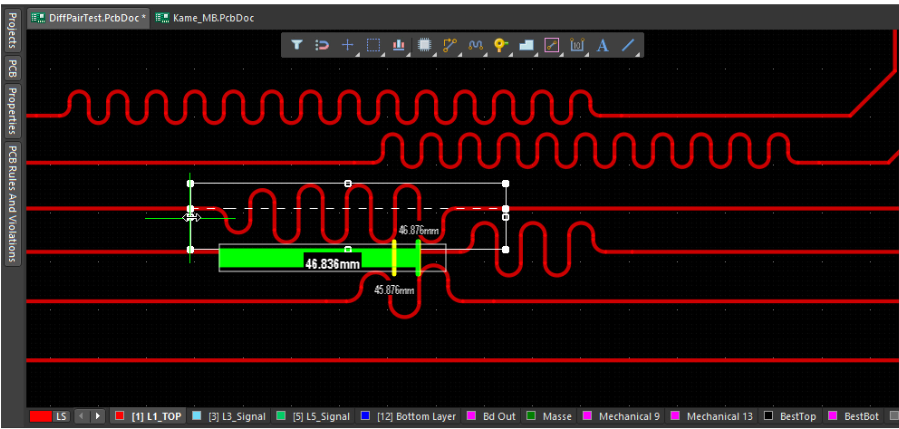 DiffPairTest.PcbDoc * Kame_MB.PcbDoc
Projects
PCB
Properties
PCB Rules And Violations
A
46.876mm
46.836mm
45.876mm
LS [1] L1_TOP [3] L3_Signal [5] L5_Signal [12] Bottom Layer Bd Out Masse Mechanical 9 Mechanical 13 BestTop BestBot